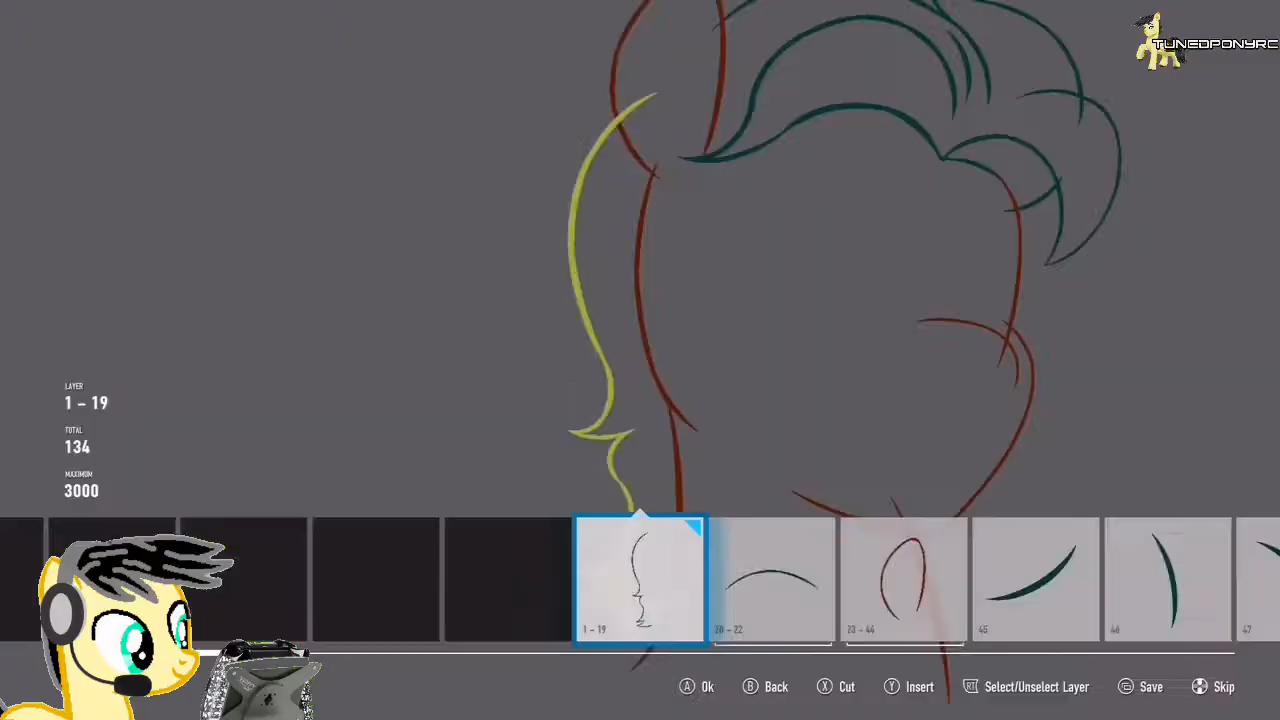 TUNEDPONYRC
LAYER
1 – 19
TOTAL
134
MAXIMUM
3000
1 – 19
20 – 22
23 – 44
45
46
47
A Ok
B Back
X Cut
Y Insert
RT Select/Unselect Layer
Save
Skip